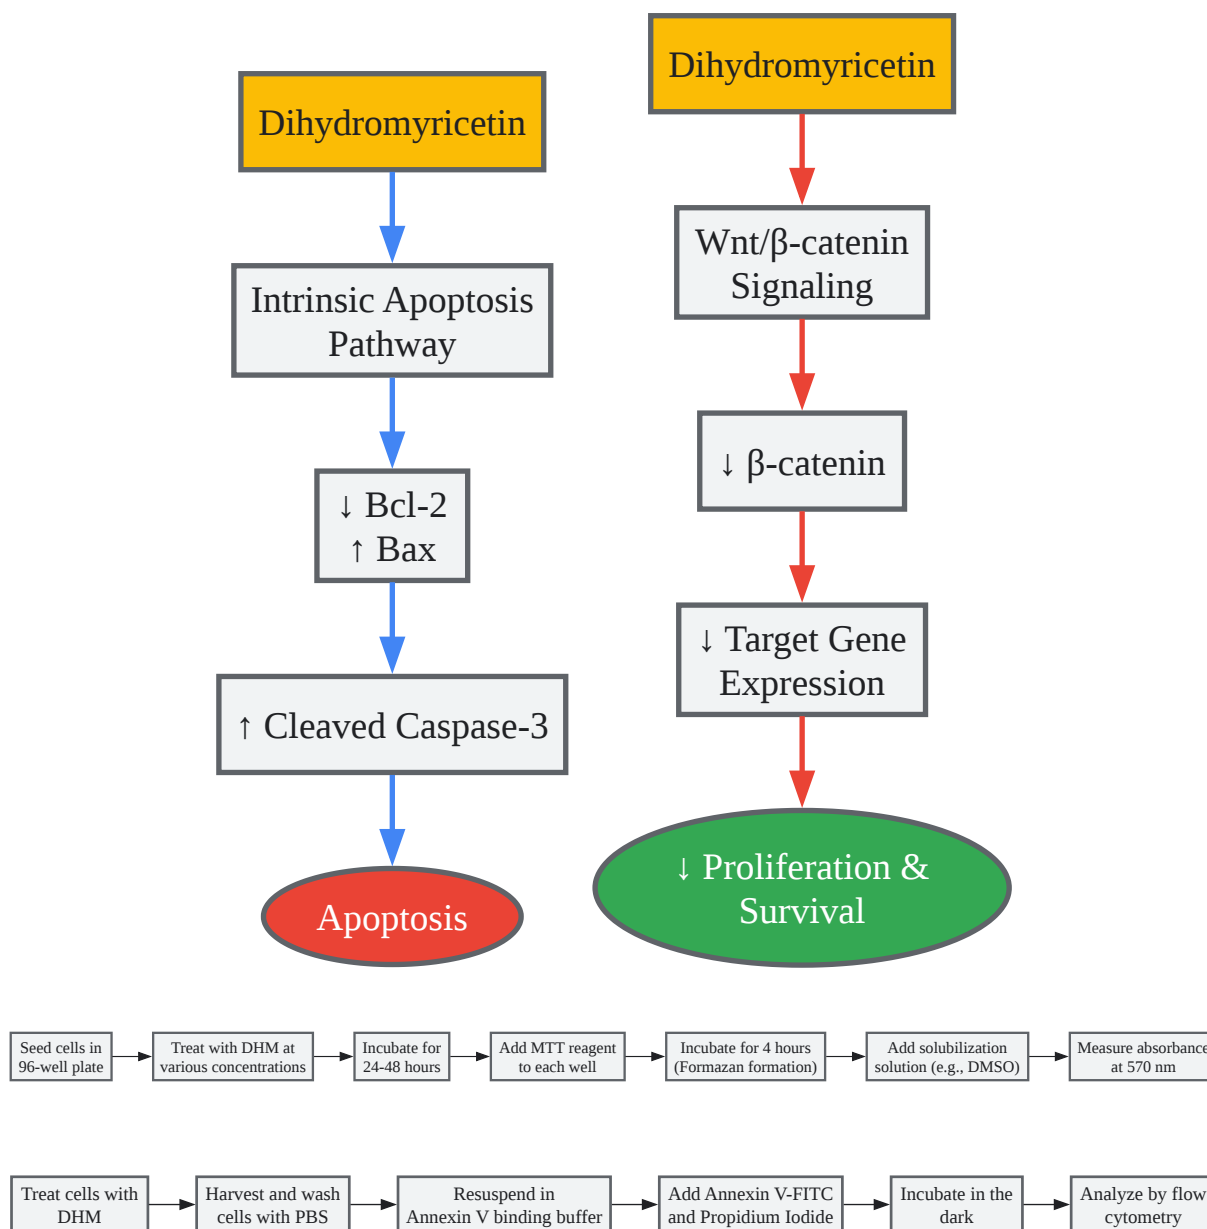 Dihydromyricetin
Intrinsic Apoptosis
Pathway
↓ Bcl-2
↑ Bax
↑ Cleaved Caspase-3
Apoptosis
Dihydromyricetin
Wnt/β-catenin
Signaling
↓ β-catenin
↓ Target Gene
Expression
↓ Proliferation &
Survival
Seed cells in
96-well plate
Treat with DHM at
various concentrations
Incubate for
24-48 hours
Add MTT reagent
to each well
Incubate for 4 hours
(Formazan formation)
Add solubilization
solution (e.g., DMSO)
Measure absorbance
at 570 nm
Treat cells with
DHM
Harvest and wash
cells with PBS
Resuspend in
Annexin V binding buffer
Add Annexin V-FITC
and Propidium Iodide
Incubate in the
dark
Analyze by flow
cytometry